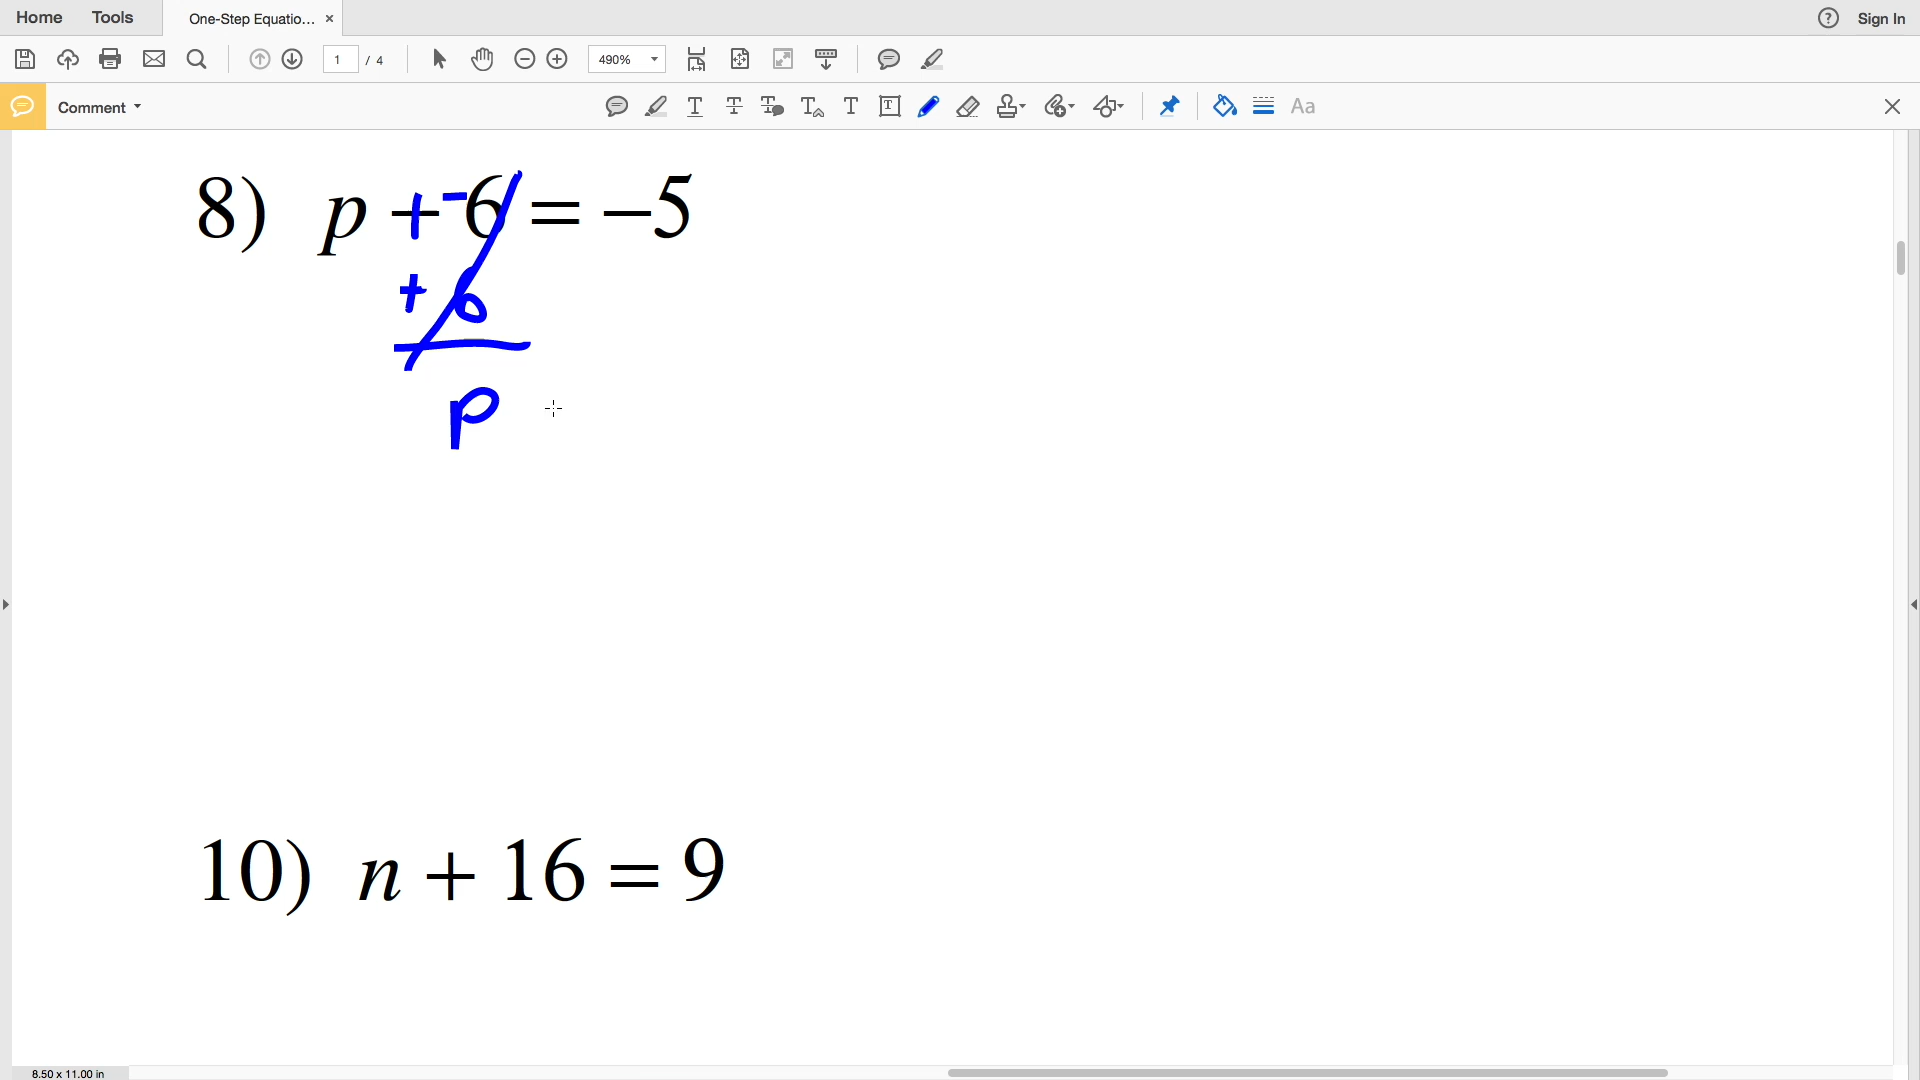 Home Tools One-Step Equatio... × ? Sign In
1 / 4 490%
Comment T T T T T T Aa
8) p + -6 = −5
+ 6
p
10) n + 16 = 9
8.50 x 11.00 in